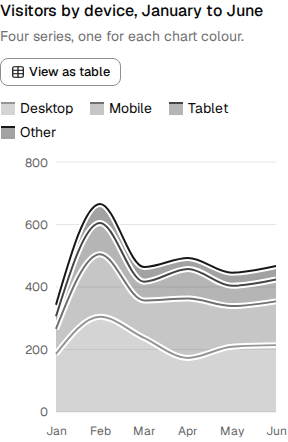 Visitors by device, January to June
Four series, one for each chart colour.
View as table
Desktop Mobile Tablet
Other
800
600
400
200
0
Jan Feb Mar Apr May Jun